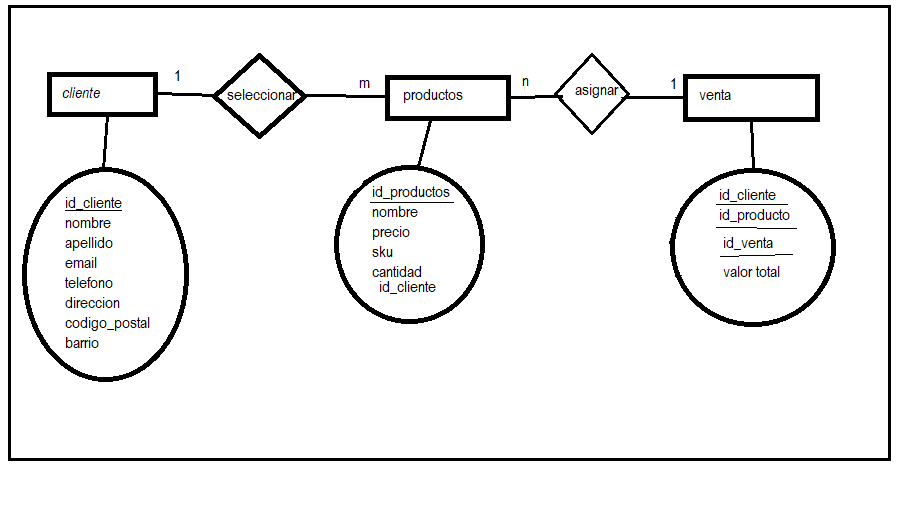 cliente
1
seleccionar
m
productos
n
asignar
1
venta
id_cliente
nombre
apellido
email
telefono
direccion
codigo_postal
barrio
id_productos
nombre
precio
sku
cantidad
id_cliente
id_cliente
id_producto
id_venta
valor total